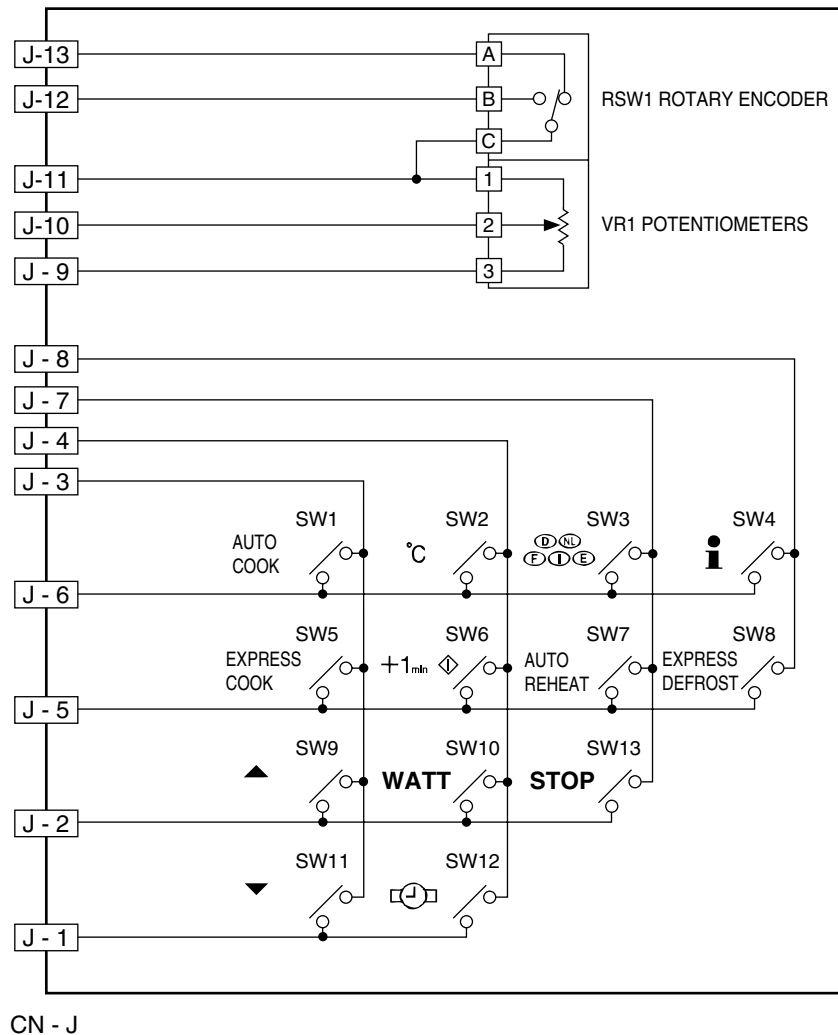 J-13
A
J-12
B
RSW1 ROTARY ENCODER
C
J-11
1
J-10
2
VR1 POTENTIOMETERS
J - 9
3
J - 8
J - 7
J - 4
J - 3
SW1
SW2
SW3
SW4
AUTO
COOK
°C
D NL
F I E
i
J - 6
SW5
SW6
SW7
SW8
EXPRESS
COOK
+1min
AUTO
REHEAT
EXPRESS
DEFROST
J - 5
SW9
SW10
SW13
WATT
STOP
J - 2
SW11
SW12
J - 1
CN - J